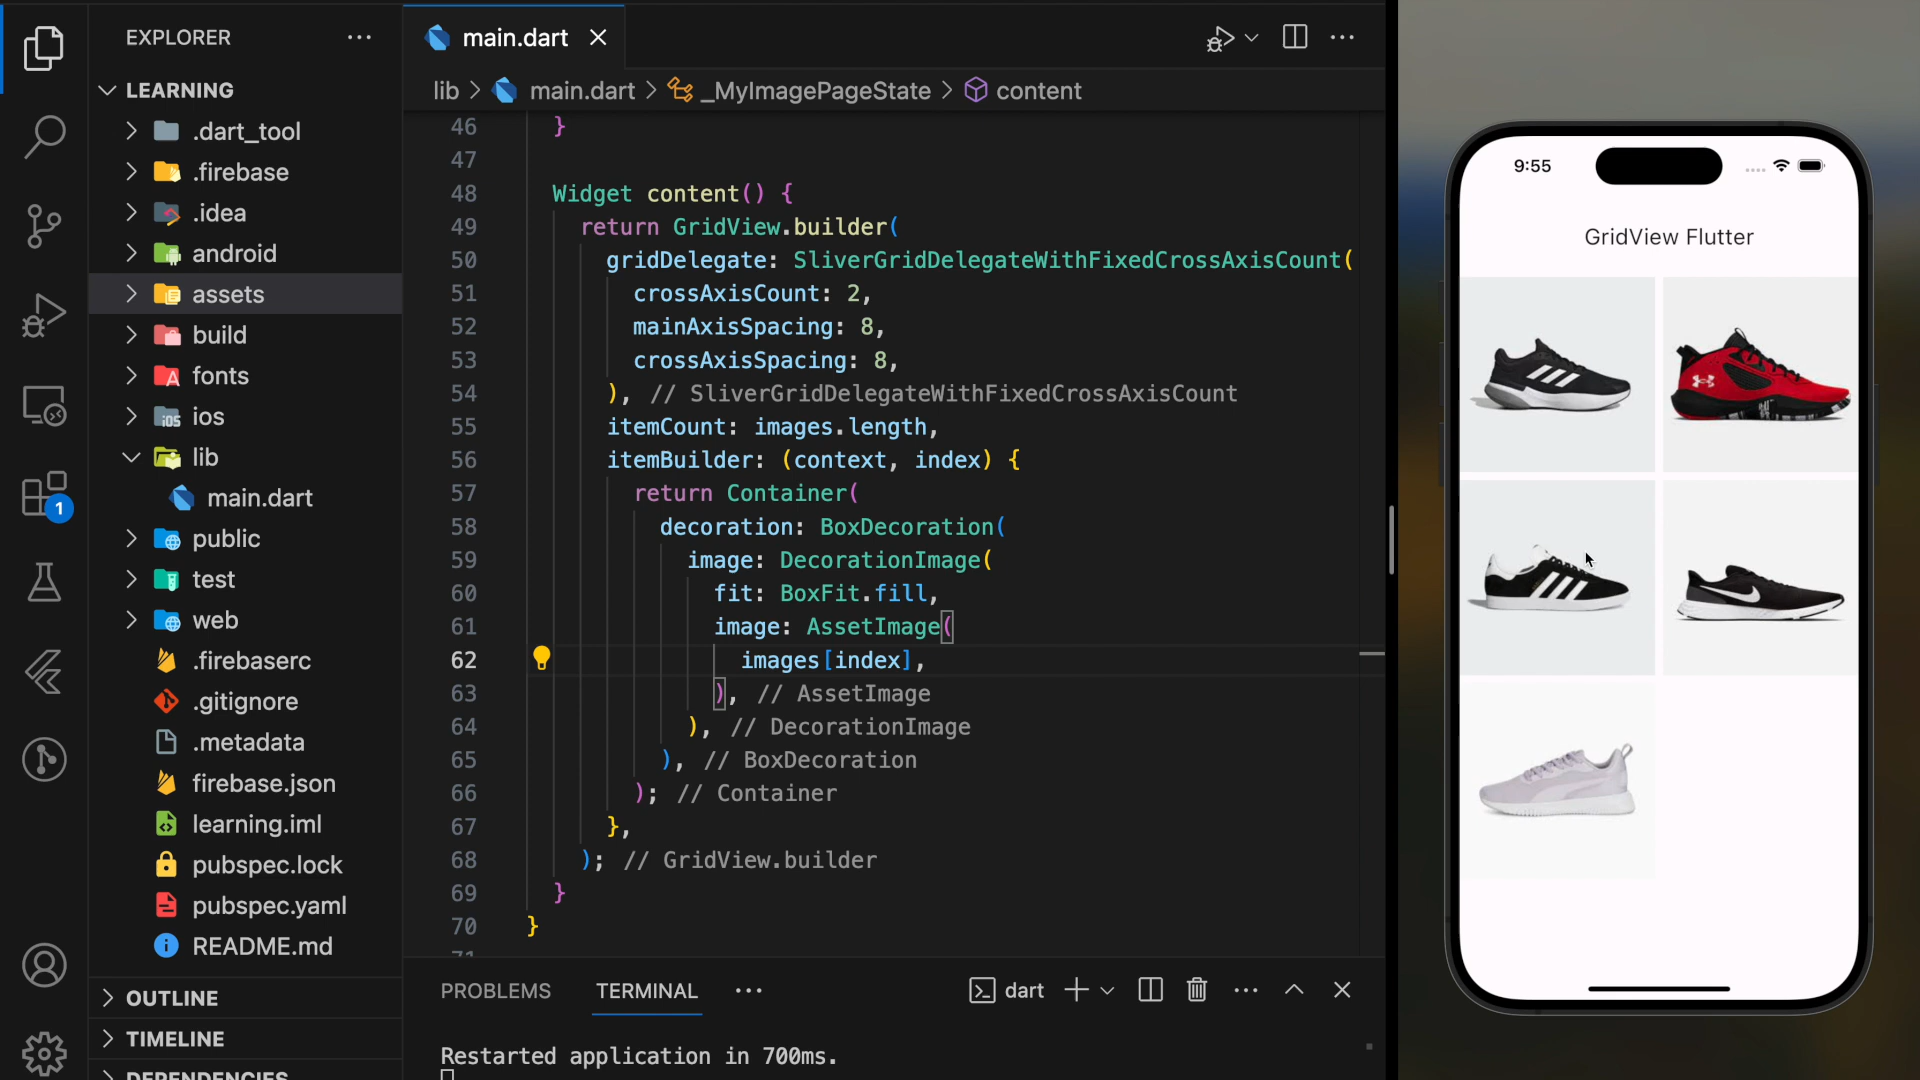 EXPLORER
LEARNING
.dart_tool
.firebase
.idea
android
assets
build
fonts
ios
lib
main.dart
public
test
web
.firebaserc
.gitignore
.metadata
firebase.json
learning.iml
pubspec.lock
pubspec.yaml
README.md
OUTLINE
TIMELINE
DEPENDENCIES
1
main.dart
lib > main.dart > _MyImagePageState > content
46 }
47
48 Widget content() {
49 return GridView.builder(
50 gridDelegate: SliverGridDelegateWithFixedCrossAxisCount(
51 crossAxisCount: 2,
52 mainAxisSpacing: 8,
53 crossAxisSpacing: 8,
54 ), // SliverGridDelegateWithFixedCrossAxisCount
55 itemCount: images.length,
56 itemBuilder: (context, index) {
57 return Container(
58 decoration: BoxDecoration(
59 image: DecorationImage(
60 fit: BoxFit.fill,
61 image: AssetImage(
62 images[index],
63 ), // AssetImage
64 ), // DecorationImage
65 ), // BoxDecoration
66 ); // Container
67 },
68 ); // GridView.builder
69 }
70 }
71
PROBLEMS TERMINAL dart
Restarted application in 700ms.
9:55
GridView Flutter